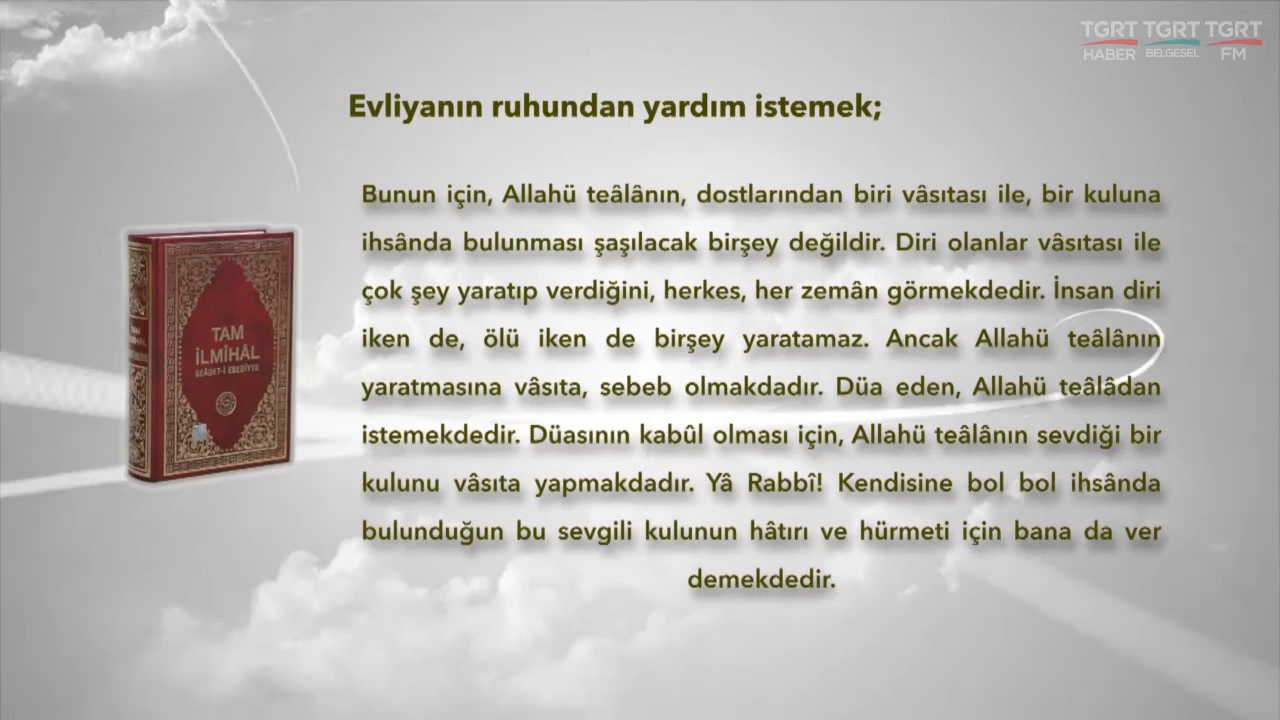 TGRT HABER TGRT BELGESEL TGRT FM
Evliyanın ruhundan yardım istemek;
Bunun için, Allahü teâlânın, dostlarından biri vâsıtası ile, bir kuluna
ihsânda bulunması şaşılacak birşey değildir. Diri olanlar vâsıtası ile
çok şey yaratıp verdiğini, herkes, her zemân görmekdedir. İnsan diri
iken de, ölü iken de birşey yaratamaz. Ancak Allahü teâlânın
yaratmasına vâsıta, sebeb olmakdadır. Düa eden, Allahü teâlâdan
istemekdedir. Düasının kabûl olması için, Allahü teâlânın sevdiği bir
kulunu vâsıta yapmakdadır. Yâ Rabbî! Kendisine bol bol ihsânda
bulunduğun bu sevgili kulunun hâtırı ve hürmeti için bana da ver
demekdedir.
TAM
İLMİHÂL
SEÂDET-İ EBEDİYYE